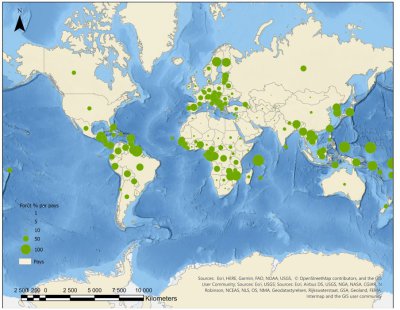 N
Forêt % par pays
1
5
10
50
100
Pays
2 500 0 2 500 5 000 7 500 10 000
Kilometers
Sources: Esri, HERE, Garmin, FAO, NOAA, USGS, © OpenStreetMap contributors, and the GIS
User Community, Sources: Esri, USGS; Sources: Esri, Airbus DS, USGS, NGA, NASA, CGIAR, N
Robinson, NCEAS, NLS, OS, NMA, Geodatastyrelsen, Rijkswaterstaat, GSA, Geoland, FEMA,
Intermap and the GIS user community